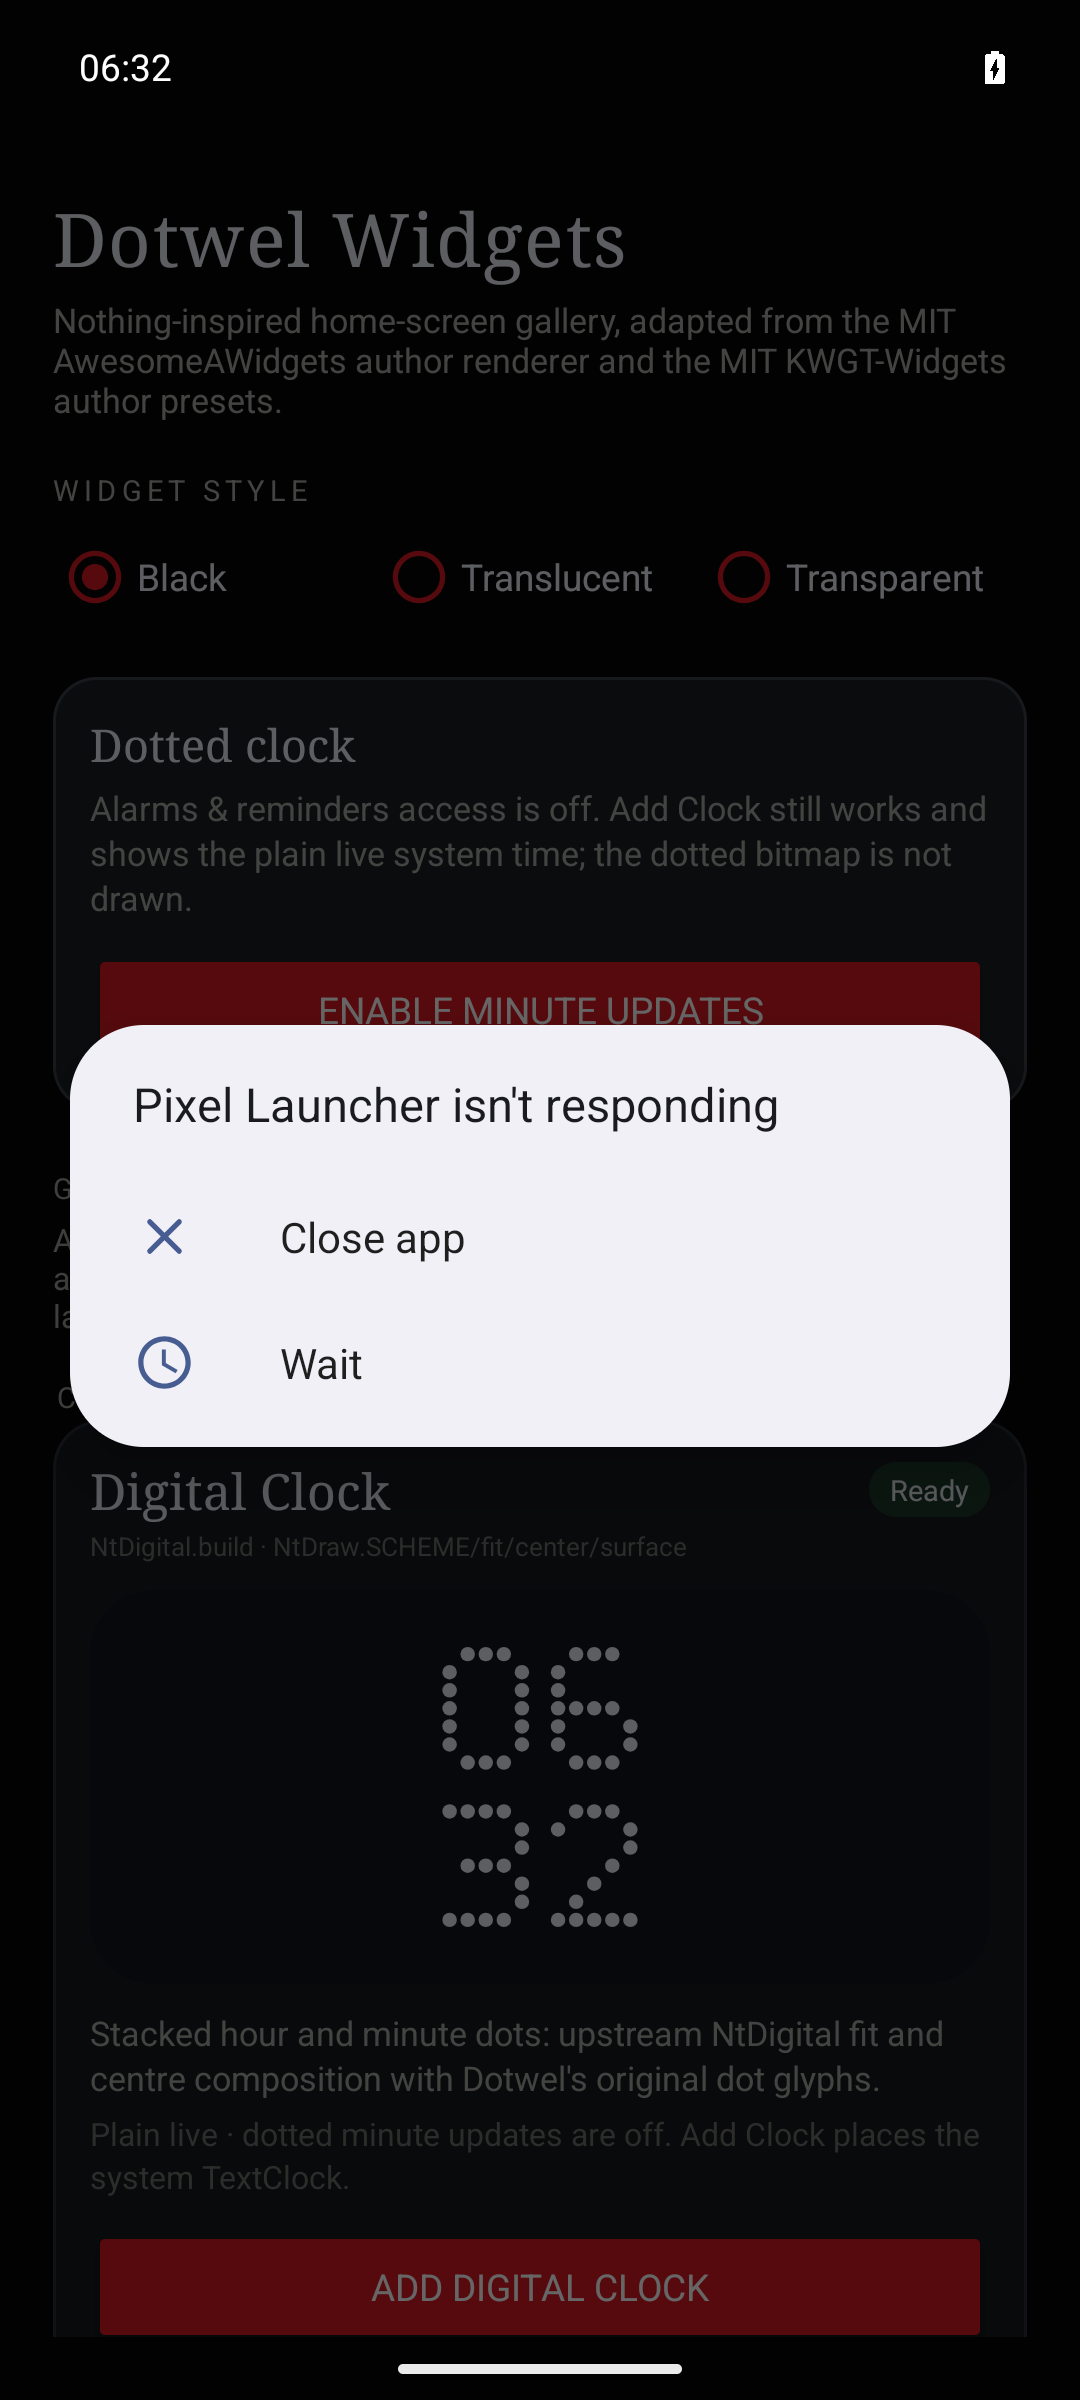 06:32
Dotwel Widgets
Nothing-inspired home-screen gallery, adapted from the MIT
AwesomeAWidgets author renderer and the MIT KWGT-Widgets
author presets.
WIDGET STYLE
Black
Translucent
Transparent
Dotted clock
Alarms & reminders access is off. Add Clock still works and
shows the plain live system time; the dotted bitmap is not
drawn.
ENABLE MINUTE UPDATES
Pixel Launcher isn't responding
Close app
Wait
Digital Clock
Ready
NtDigital.build · NtDraw.SCHEME/fit/center/surface
06
32
Stacked hour and minute dots: upstream NtDigital fit and
centre composition with Dotwel's original dot glyphs.
Plain live · dotted minute updates are off. Add Clock places the
system TextClock.
ADD DIGITAL CLOCK